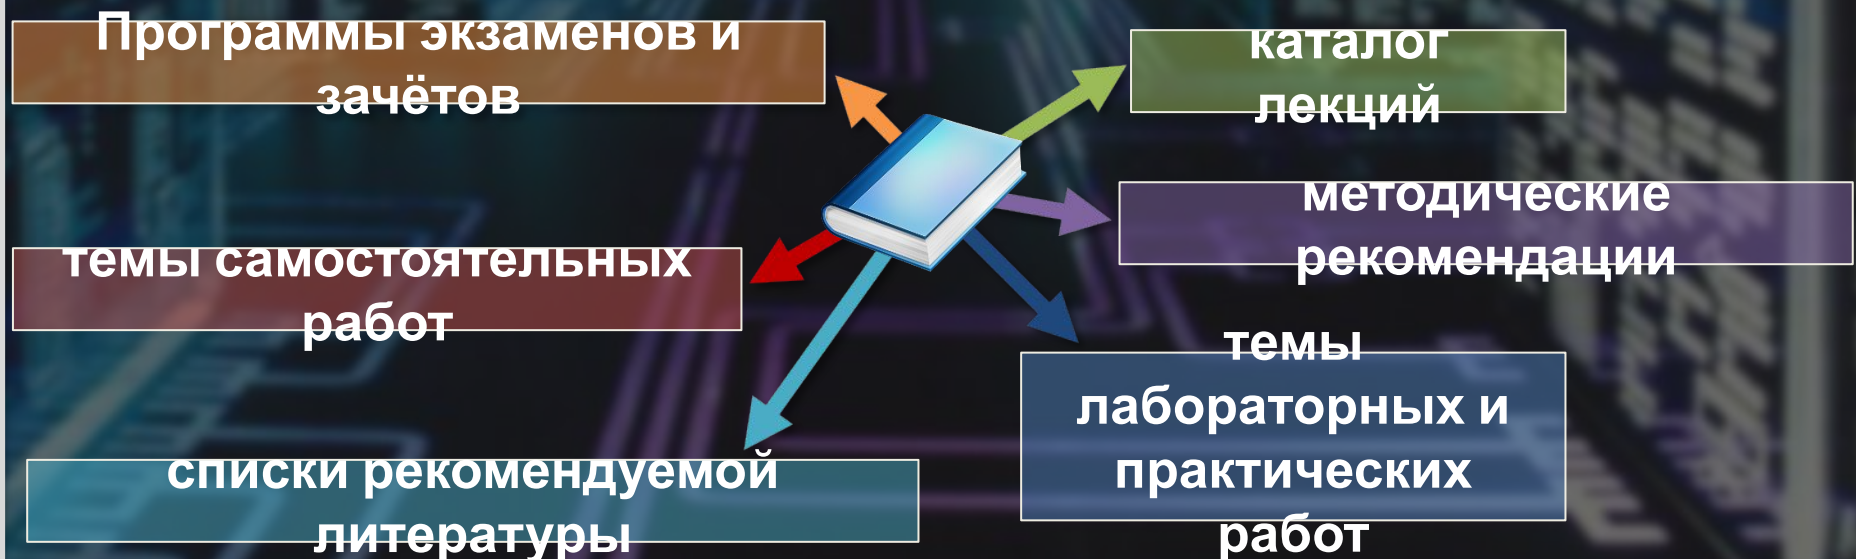 Программы экзаменов и
зачётов
каталог
лекций
методические
рекомендации
темы самостоятельных
работ
темы
лабораторных и
практических
работ
списки рекомендуемой
литературы